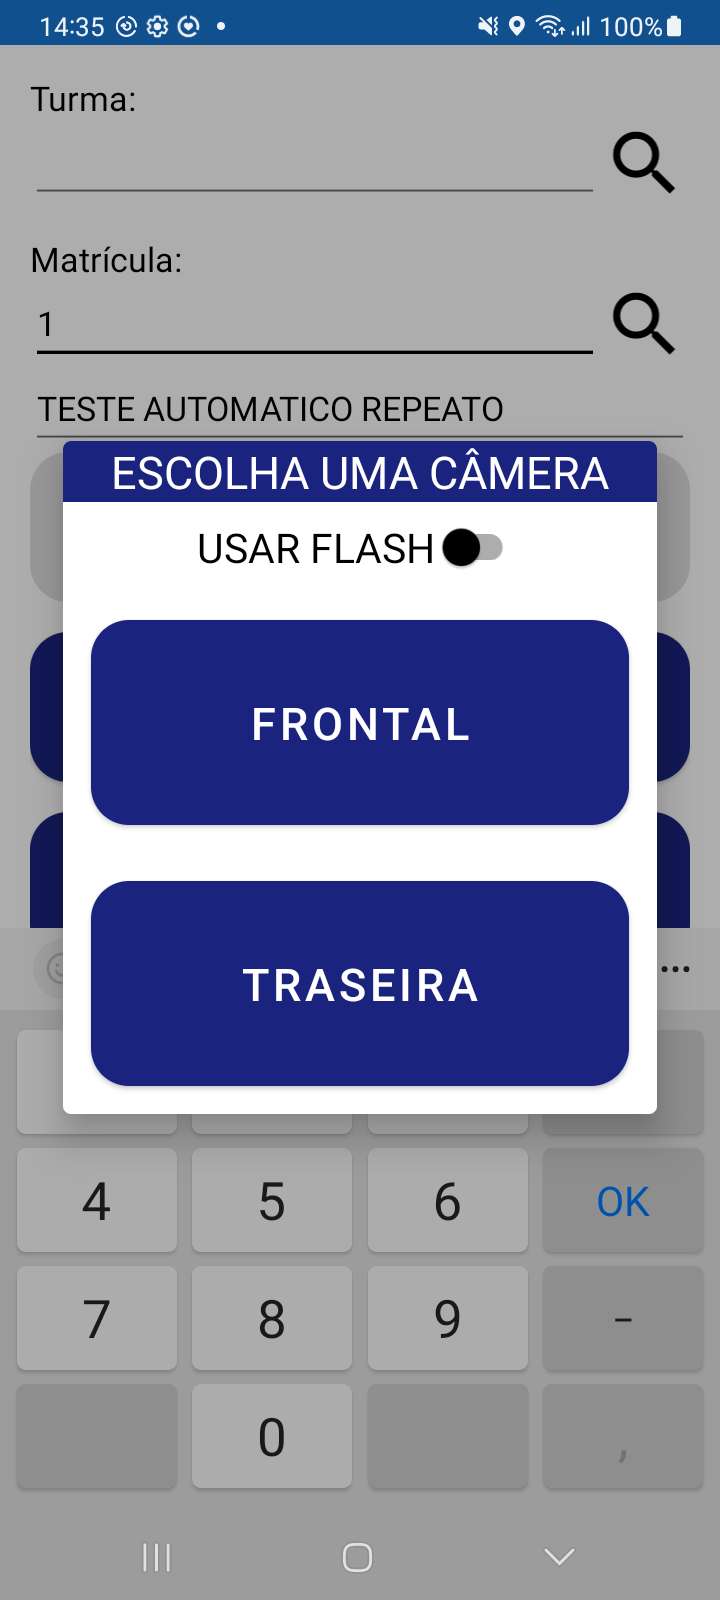 14:35 100%
Turma:
Matrícula:
1
TESTE AUTOMATICO REPEATO
ESCOLHA UMA CÂMERA
USAR FLASH
FRONTAL
TRASEIRA
4 5 6 OK
7 8 9 -
0 ,